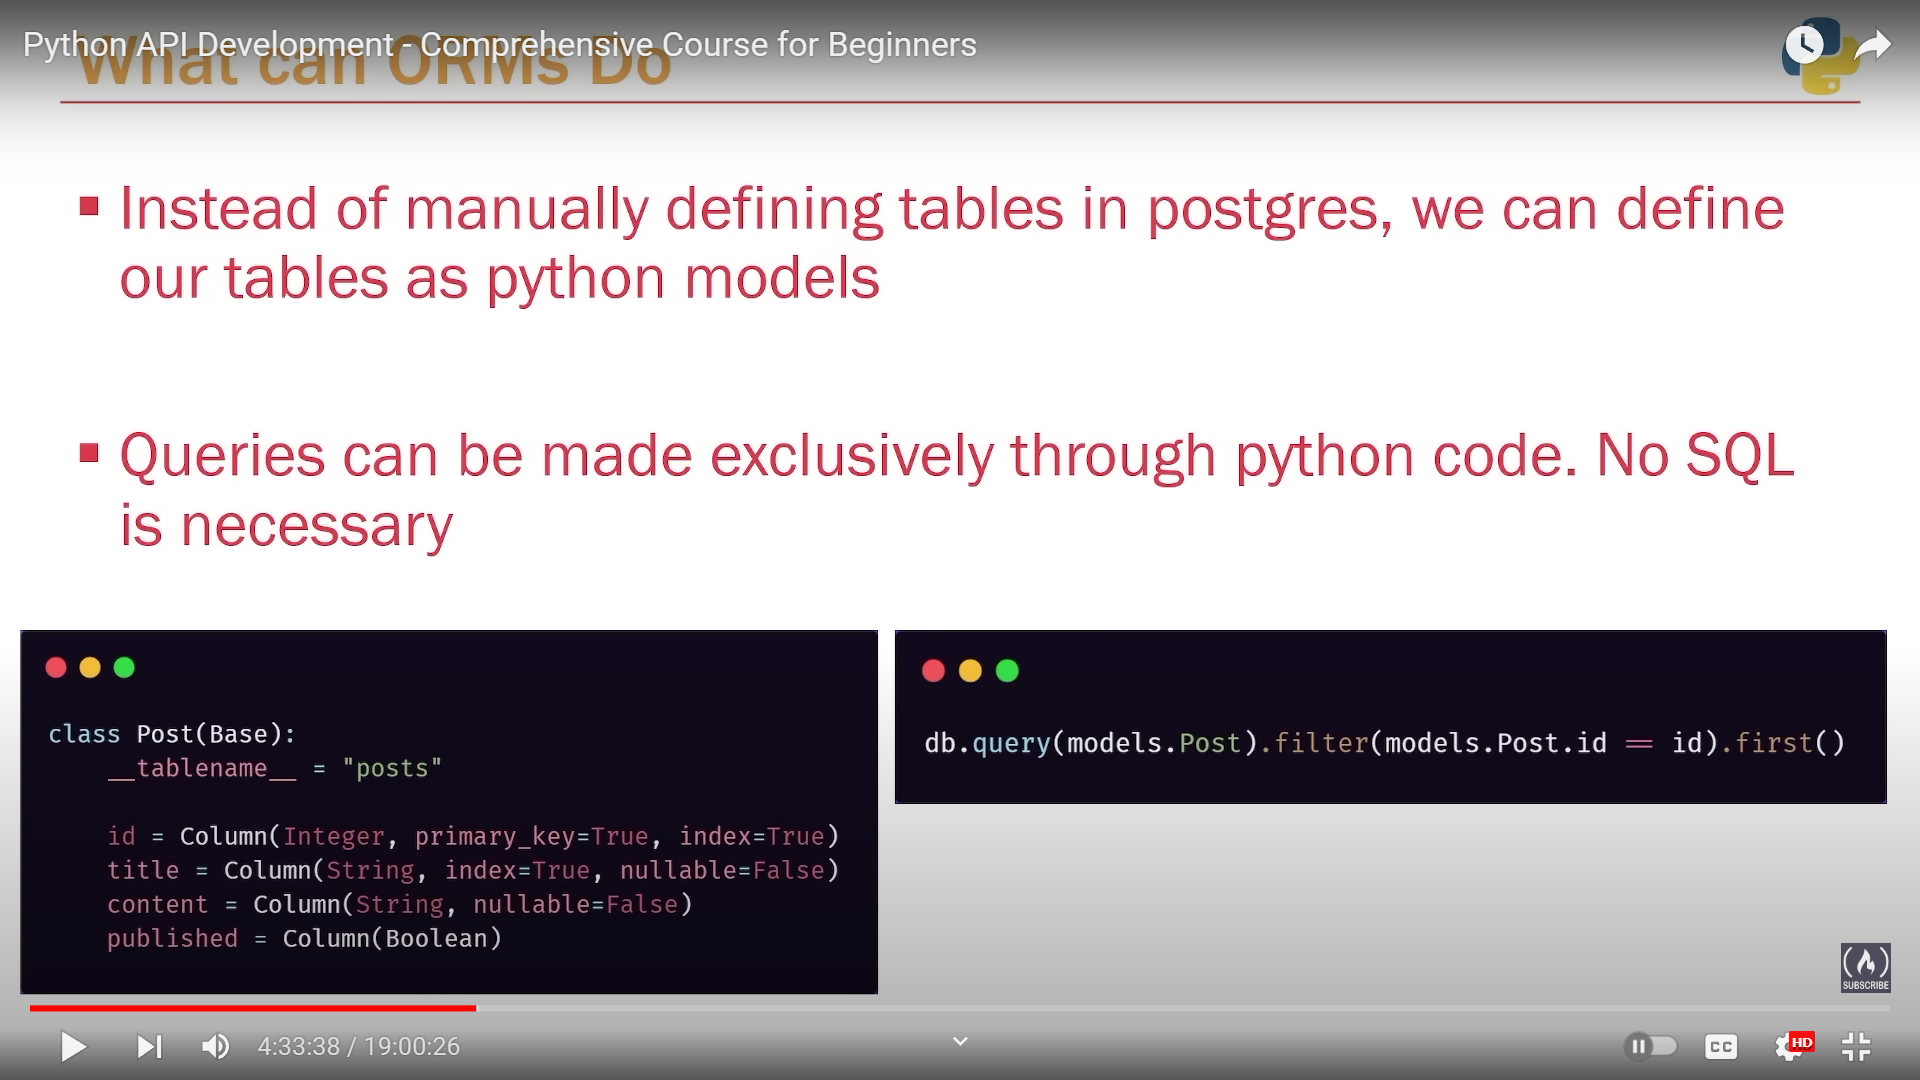 Python API Development - Comprehensive Course for Beginners
What can ORMs Do
▪ Instead of manually defining tables in postgres, we can define
our tables as python models
▪ Queries can be made exclusively through python code. No SQL
is necessary
class Post(Base):
    __tablename__ = "posts"
    id = Column(Integer, primary_key=True, index=True)
    title = Column(String, index=True, nullable=False)
    content = Column(String, nullable=False)
    published = Column(Boolean)
db.query(models.Post).filter(models.Post.id == id).first()
SUBSCRIBE
4:33:38 / 19:00:26
CC
HD